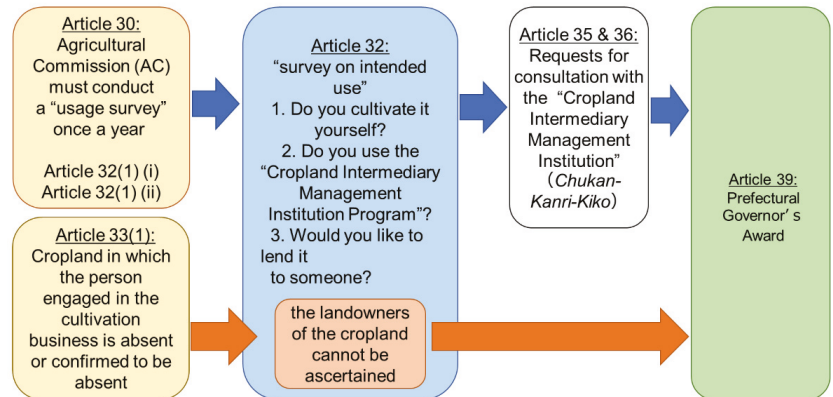 Article 30:
Agricultural
Commission (AC)
must conduct
a “usage survey”
once a year
Article 32(1) (i)
Article 32(1) (ii)
Article 33(1):
Cropland in which
the person
engaged in the
cultivation
business is absent
or confirmed to be
absent
Article 32:
“survey on intended
use”
1. Do you cultivate it
yourself?
2. Do you use the
“Cropland Intermediary
Management
Institution Program”?
3. Would you like to
lend it
to someone?
the landowners
of the cropland
cannot be
ascertained
Article 35 & 36:
Requests for
consultation with
the “Cropland
Intermediary
Management
Institution”
(Chukan-
Kanri-Kiko)
Article 39:
Prefectural
Governor’s
Award